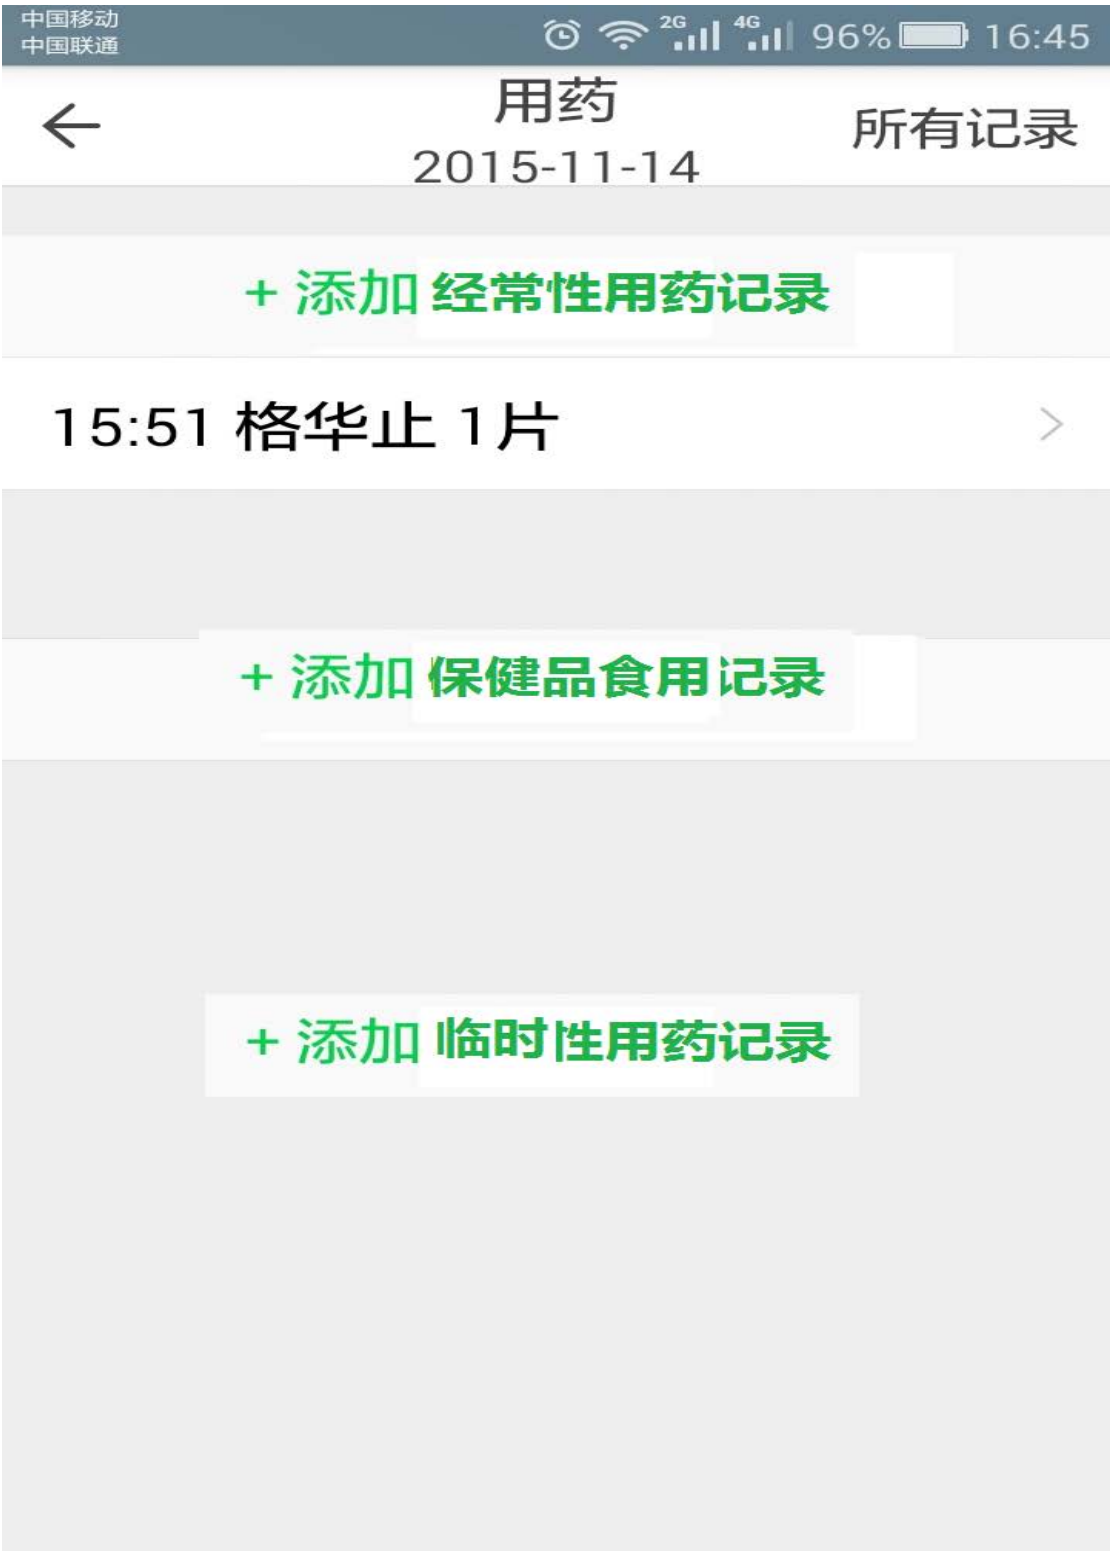 中国移动
中国联通
2G 4G 96% 16:45
用药
2015-11-14
所有记录
+ 添加 经常性用药记录
15:51 格华止 1片
+ 添加 保健品食用记录
+ 添加 临时性用药记录